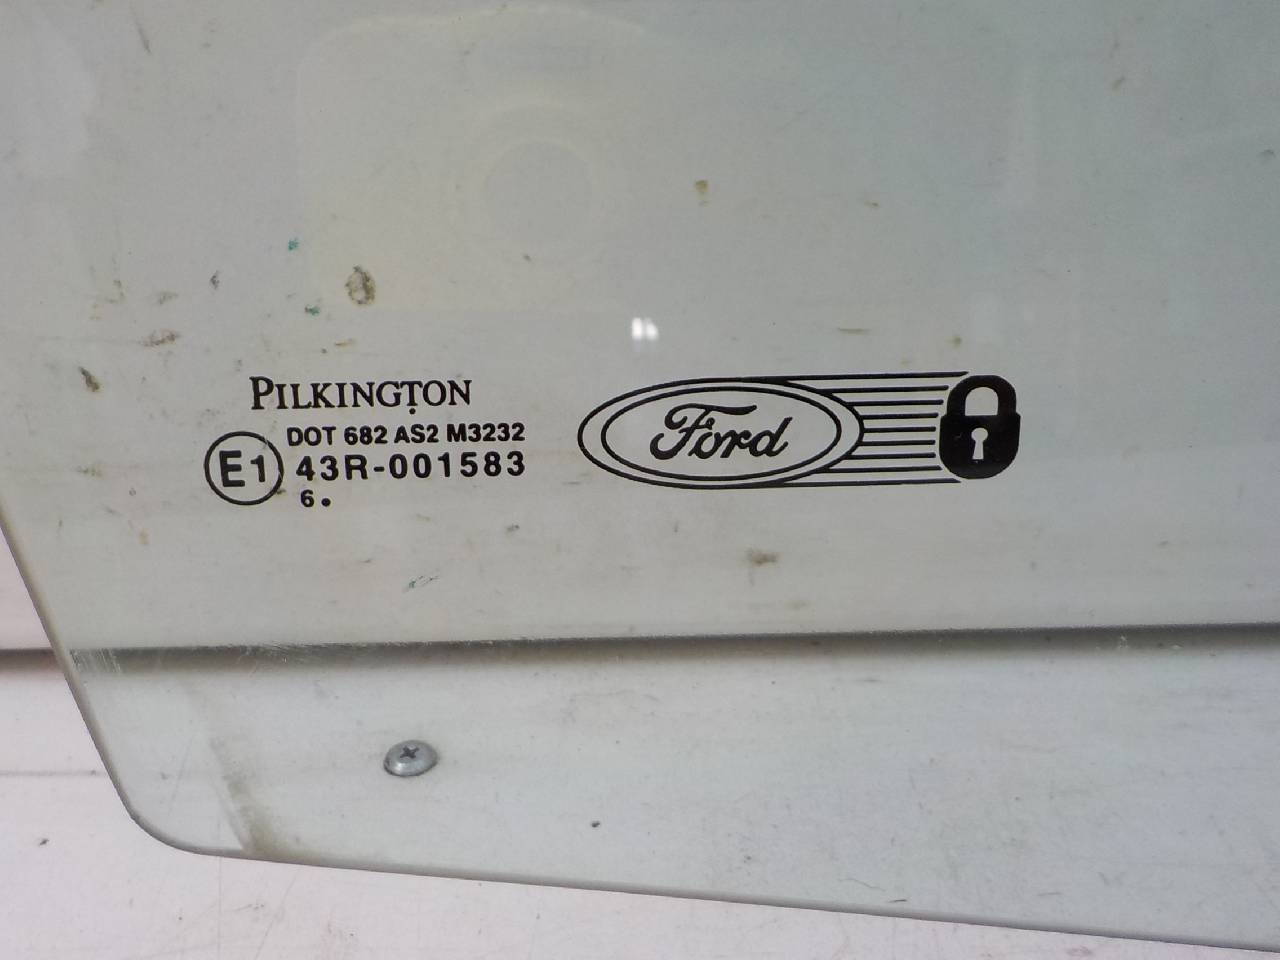 PILKINGTON
DOT 682 AS2 M3232
E1 43R-001583
6.
Ford